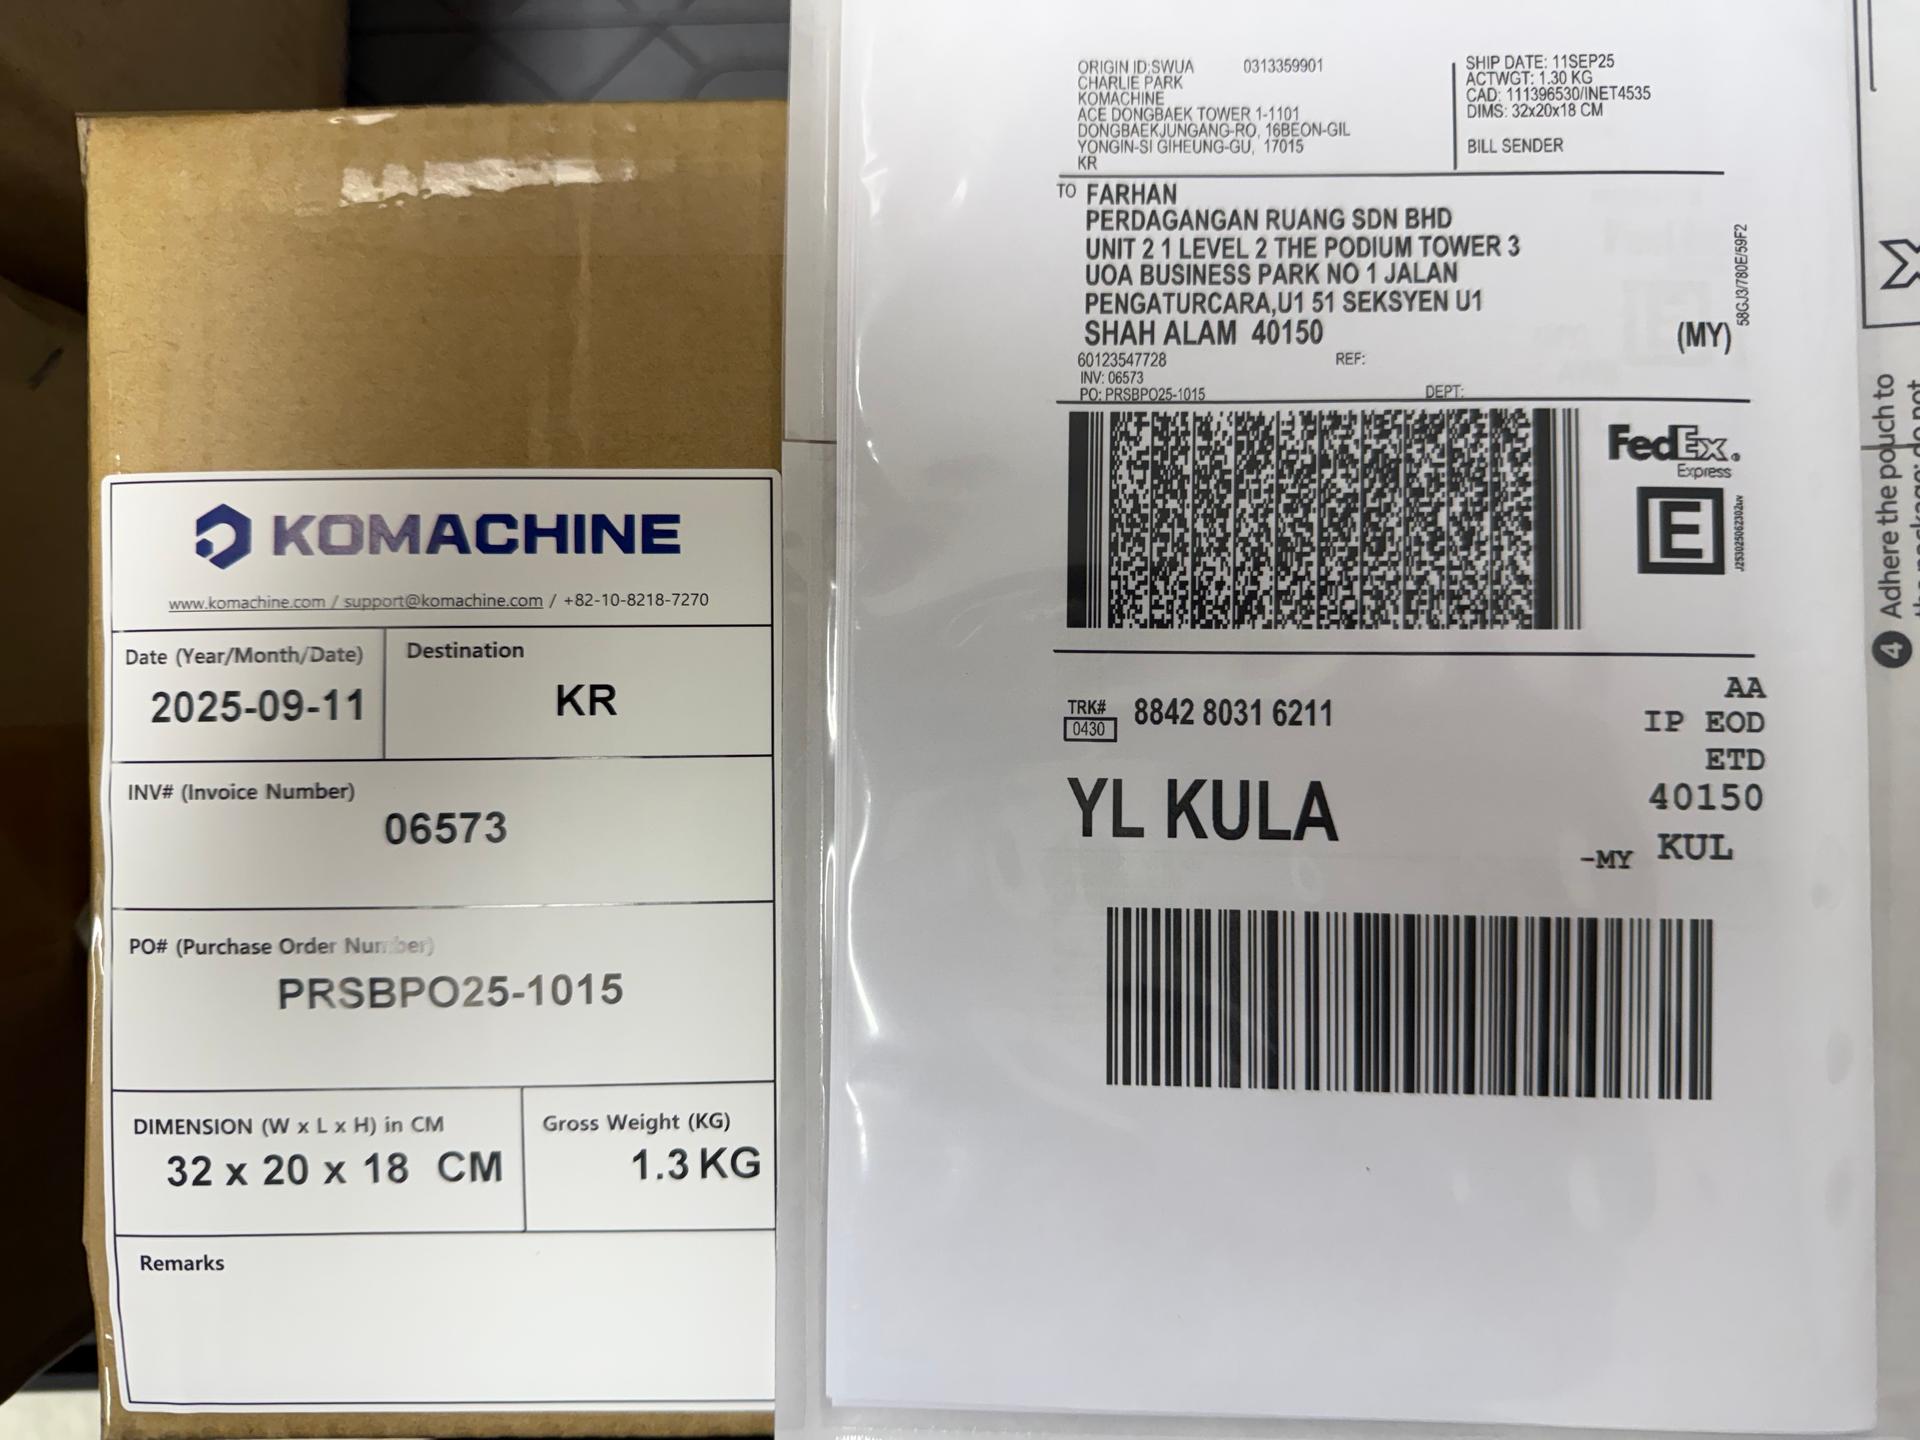 KOMACHINE
www.komachine.com / support@komachine.com / +82-10-8218-7270
Date (Year/Month/Date)
2025-09-11
Destination
KR
INV# (Invoice Number)
06573
PO# (Purchase Order Number)
PRSBPO25-1015
DIMENSION (W x L x H) in CM
32 x 20 x 18 CM
Gross Weight (KG)
1.3 KG
Remarks
ORIGIN ID:SWUA 0313359901
CHARLIE PARK
KOMACHINE
ACE DONGBAEK TOWER 1-1101
DONGBAEKJUNGANG-RO, 16BEON-GIL
YONGIN-SI GIHEUNG-GU, 17015
KR
SHIP DATE: 11SEP25
ACTWGT: 1.30 KG
CAD: 111396530/INET4535
DIMS: 32x20x18 CM
BILL SENDER
TO FARHAN
PERDAGANGAN RUANG SDN BHD
UNIT 2 1 LEVEL 2 THE PODIUM TOWER 3
UOA BUSINESS PARK NO 1 JALAN
PENGATURCARA,U1 51 SEKSYEN U1
SHAH ALAM 40150
(MY)
60123547728
REF:
INV: 06573
PO: PRSBPO25-1015
DEPT:
58GJ3/780E/59F2
FedEx
Express
E
J253025062302uv
TRK# 8842 8031 6211
0430
AA
IP EOD
ETD
40150
YL KULA
-MY KUL
4 Adhere the pouch to